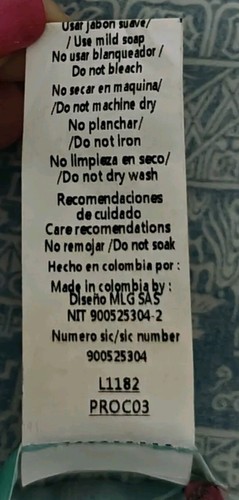 Usar jabon suave/
/ Use mild soap
No usar blanqueador /
Do not bleach
No secar en maquina/
/Do not machine dry
No planchar/
/Do not iron
No limpieza en seco/
/Do not dry wash
Recomendaciones
de cuidado
Care recomendations
No remojar /Do not soak
Hecho en colombia por :
Made in colombia by :
Diseño MLG SAS
NIT 900525304-2
Numero sic/sic number
900525304
L1182
PROC03